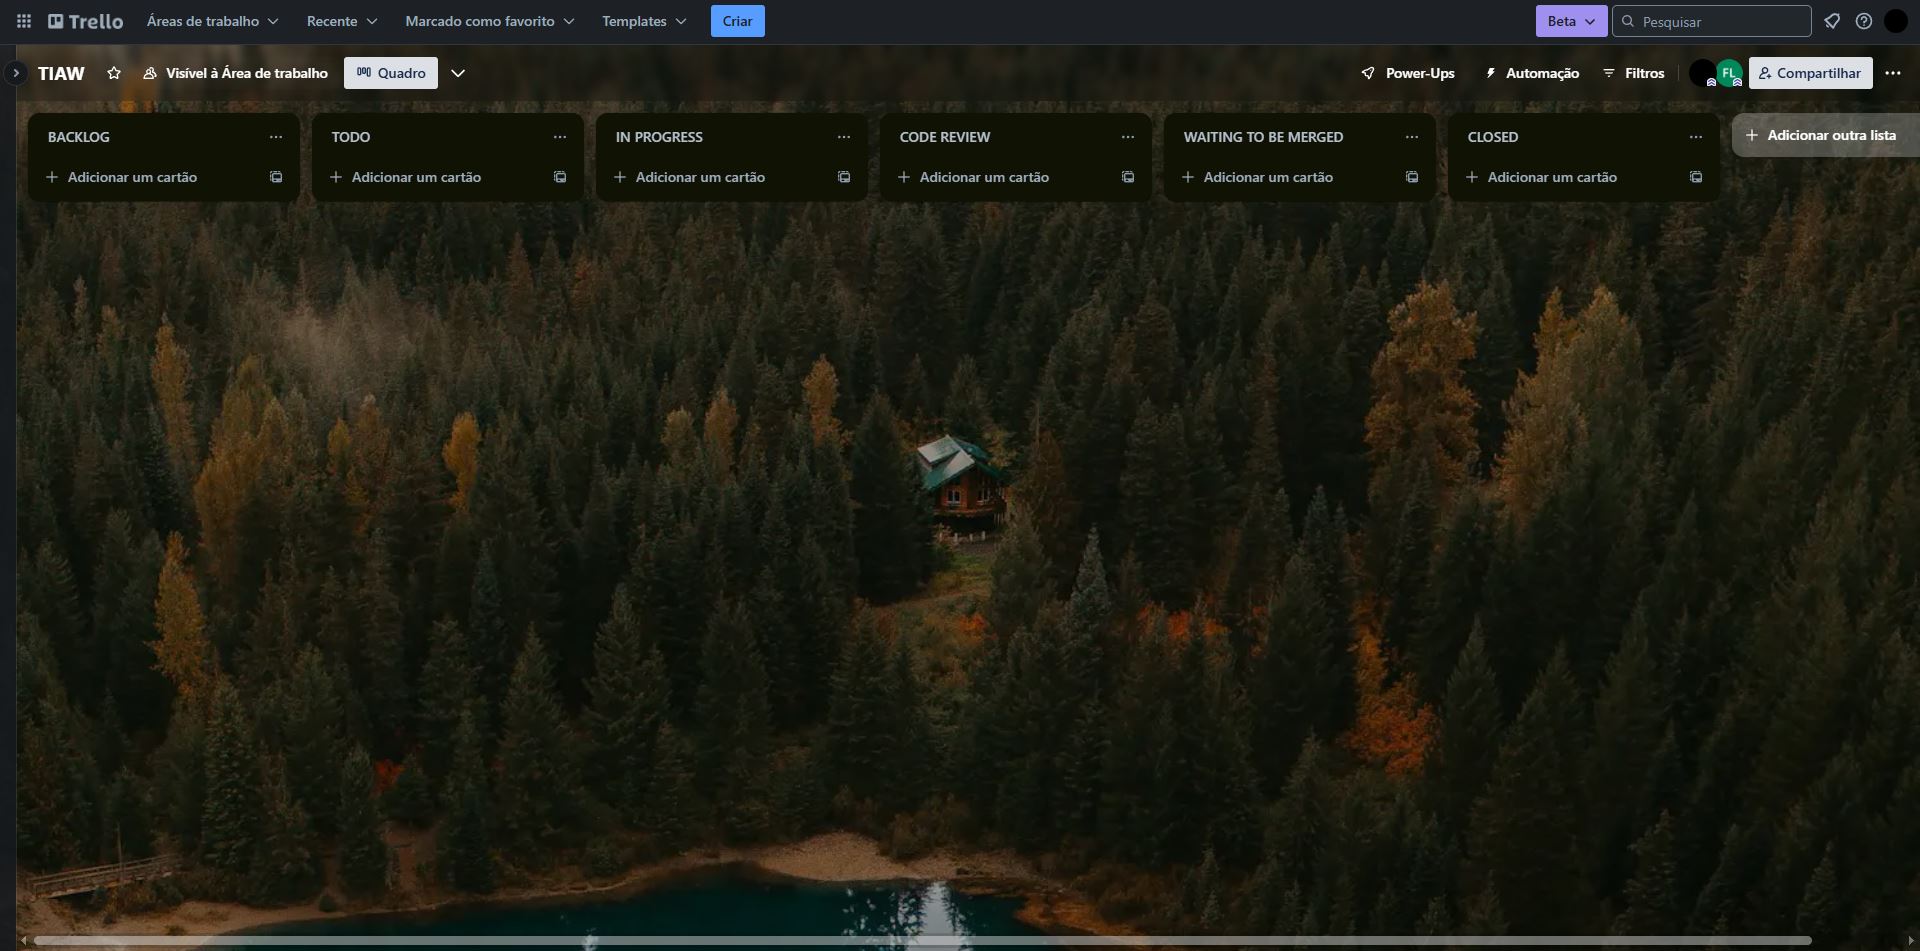 Trello
Áreas de trabalho
Recente
Marcado como favorito
Templates
Criar
Beta
Pesquisar
TIAW
Visível à Área de trabalho
Quadro
Power-Ups
Automação
Filtros
FL
Compartilhar
BACKLOG
TODO
IN PROGRESS
CODE REVIEW
WAITING TO BE MERGED
CLOSED
Adicionar outra lista
Adicionar um cartão
Adicionar um cartão
Adicionar um cartão
Adicionar um cartão
Adicionar um cartão
Adicionar um cartão